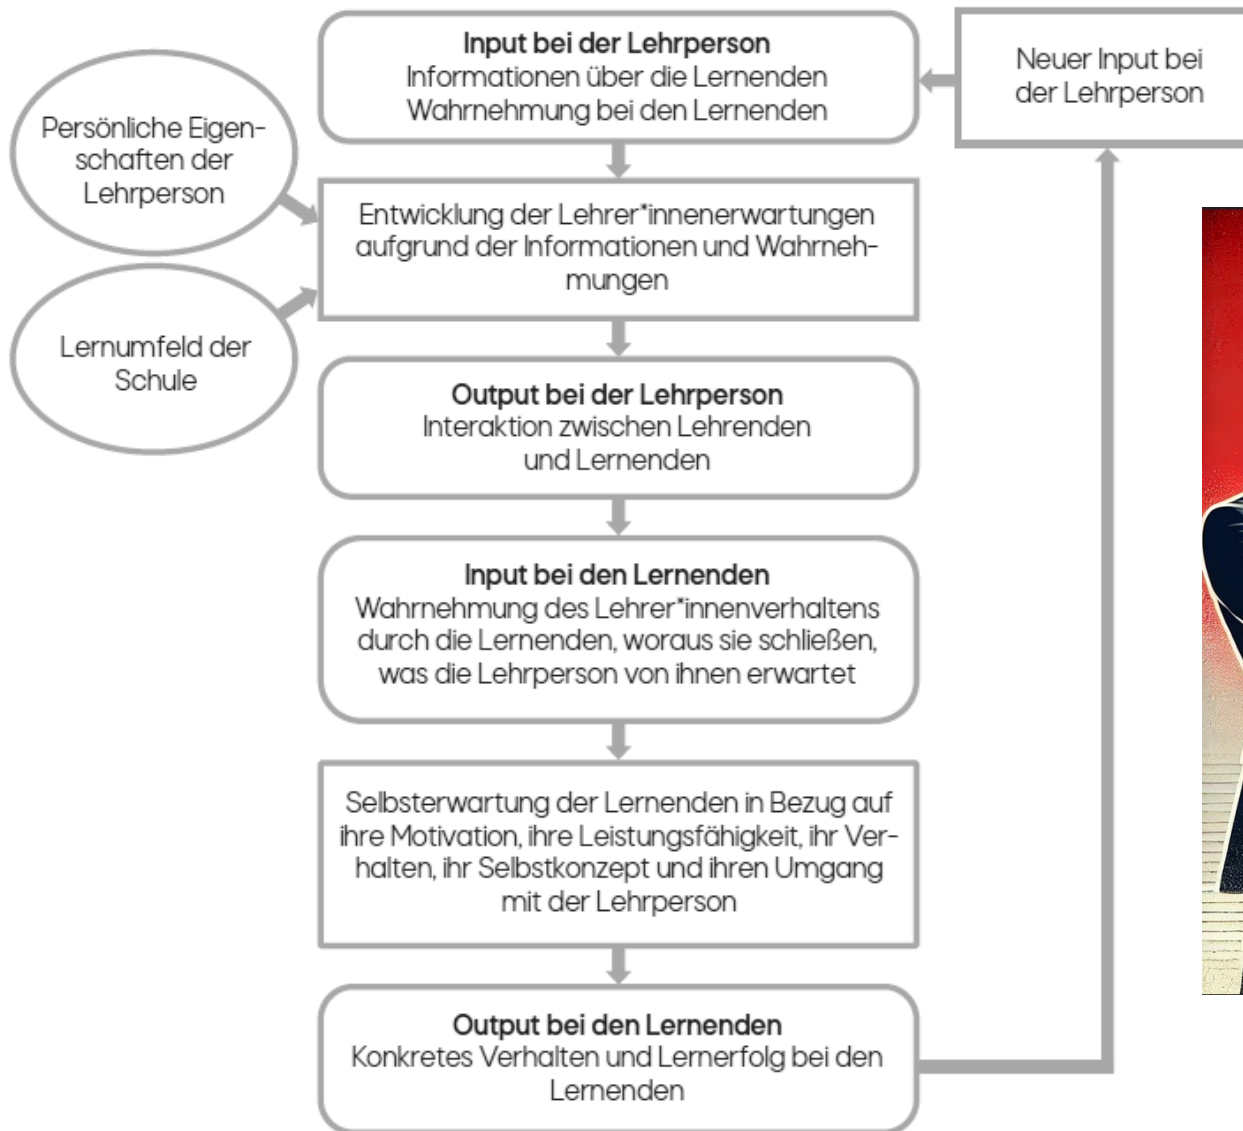 Input bei der Lehrperson
Informationen über die Lernenden
Wahrnehmung bei den Lernenden
Neuer Input bei
der Lehrperson
Persönliche Eigen-
schaften der
Lehrperson
Entwicklung der Lehrer*innenerwartungen
aufgrund der Informationen und Wahrneh-
mungen
Lernumfeld der
Schule
Output bei der Lehrperson
Interaktion zwischen Lehrenden
und Lernenden
Input bei den Lernenden
Wahrnehmung des Lehrer*innenverhaltens
durch die Lernenden, woraus sie schließen,
was die Lehrperson von ihnen erwartet
Selbsterwartung der Lernenden in Bezug auf
ihre Motivation, ihre Leistungsfähigkeit, ihr Ver-
halten, ihr Selbstkonzept und ihren Umgang
mit der Lehrperson
Output bei den Lernenden
Konkretes Verhalten und Lernerfolg bei den
Lernenden